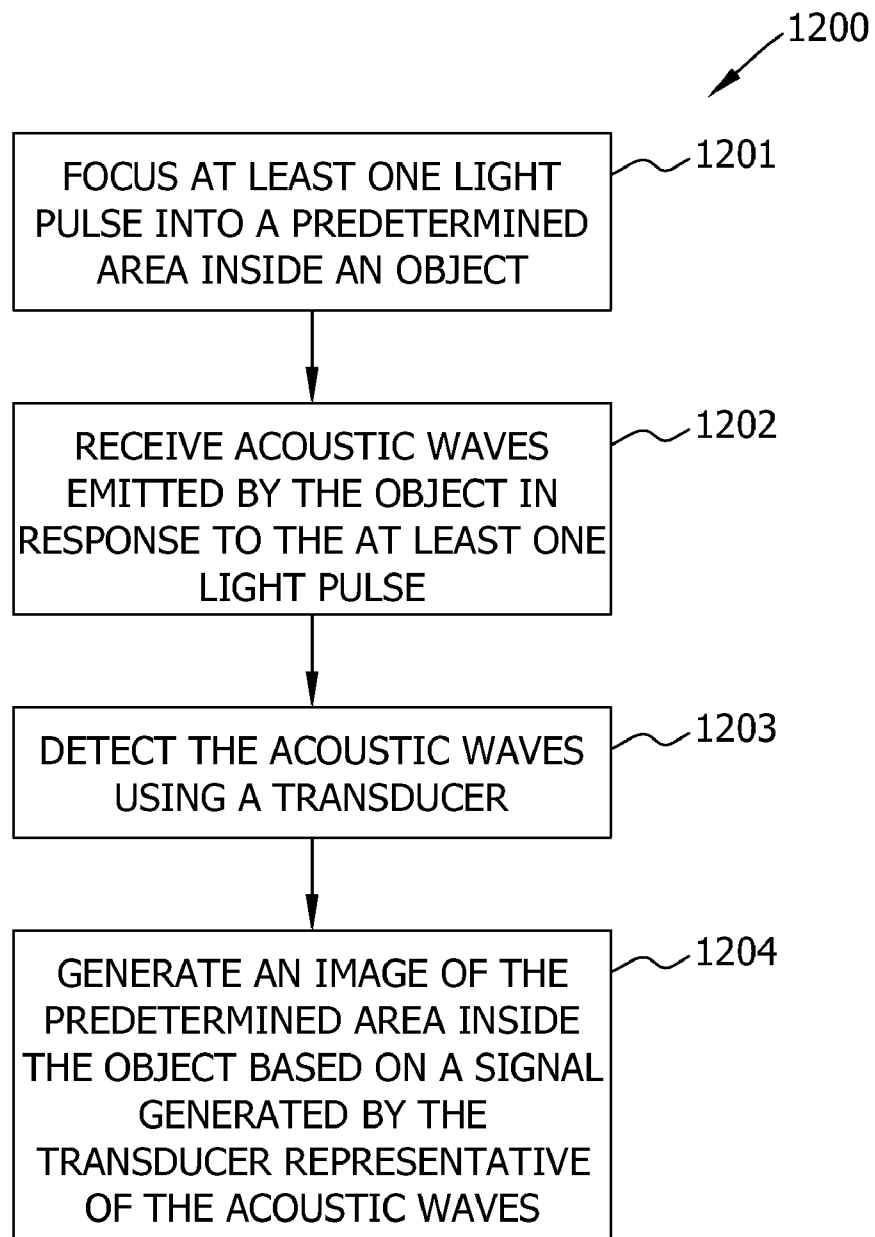 1200
FOCUS AT LEAST ONE LIGHT
PULSE INTO A PREDETERMINED
AREA INSIDE AN OBJECT
1201
RECEIVE ACOUSTIC WAVES
EMITTED BY THE OBJECT IN
RESPONSE TO THE AT LEAST ONE
LIGHT PULSE
1202
DETECT THE ACOUSTIC WAVES
USING A TRANSDUCER
1203
GENERATE AN IMAGE OF THE
PREDETERMINED AREA INSIDE
THE OBJECT BASED ON A SIGNAL
GENERATED BY THE
TRANSDUCER REPRESENTATIVE
OF THE ACOUSTIC WAVES
1204